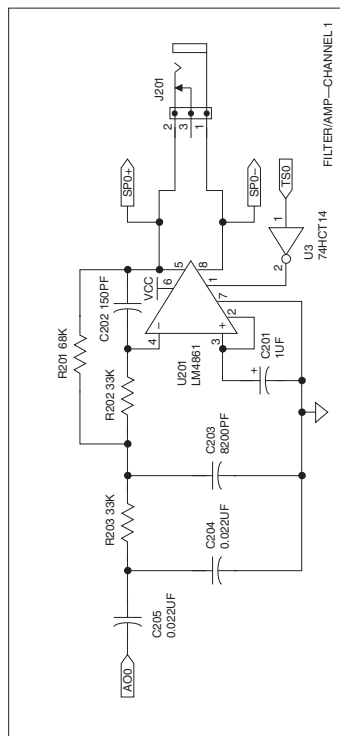 R201 68K
C202 150PF
VCC
SP0+
J201
2
3
1
R203 33K
R202 33K
4
6
5
8
1
7
2
3
–
+
U201
LM4861
SP0–
AO0
C205
0.022UF
C204
0.022UF
C203
8200PF
+
C201
1UF
2
1
U3
74HCT14
TS0
FILTER/AMP—CHANNEL 1